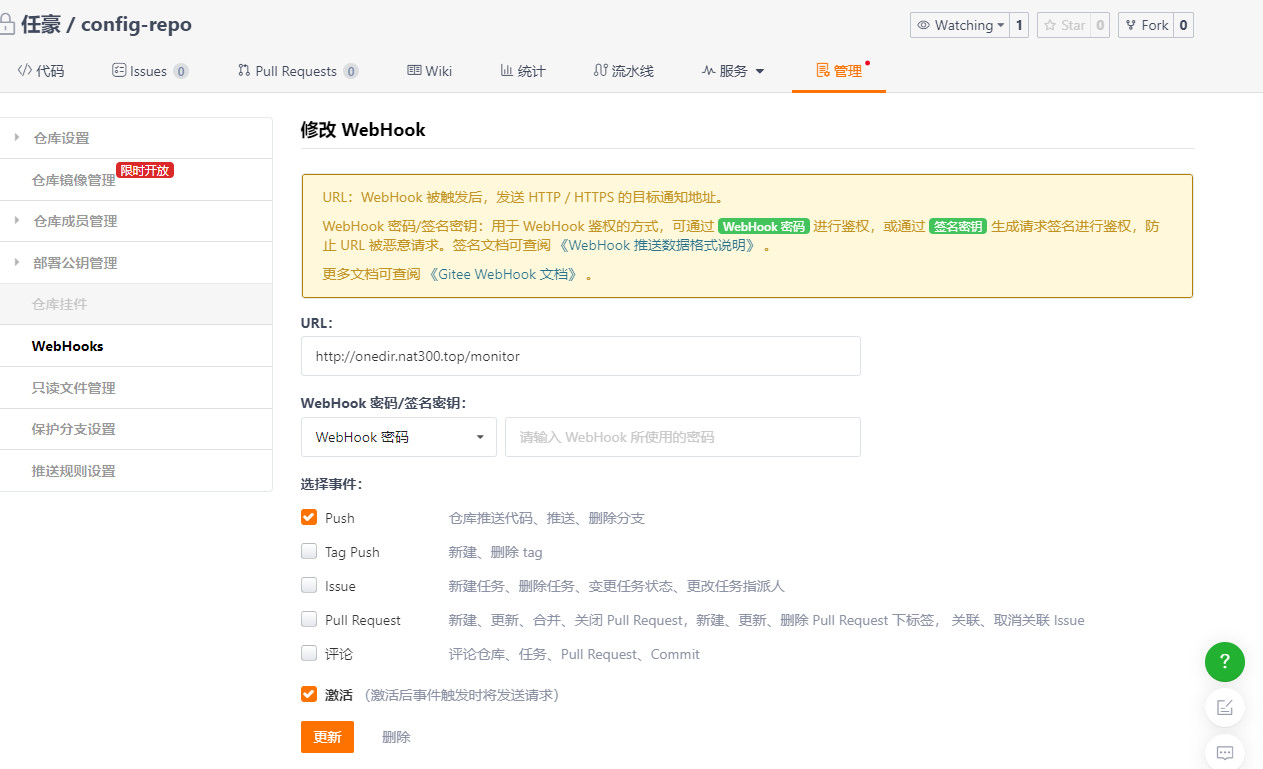 任豪 / config-repo
Watching 1 Star 0 Fork 0
代码 Issues 0 Pull Requests 0 Wiki 统计 流水线 服务 管理
仓库设置
仓库镜像管理 限时开放
仓库成员管理
部署公钥管理
仓库挂件
WebHooks
只读文件管理
保护分支设置
推送规则设置
修改 WebHook
URL：WebHook 被触发后，发送 HTTP / HTTPS 的目标通知地址。
WebHook 密码/签名密钥：用于 WebHook 鉴权的方式，可通过 WebHook 密码 进行鉴权，或通过 签名密钥 生成请求签名进行鉴权，防
止 URL 被恶意请求。签名文档可查阅 《WebHook 推送数据格式说明》 。
更多文档可查阅 《Gitee WebHook 文档》 。
URL：
http://onedir.nat300.top/monitor
WebHook 密码/签名密钥：
WebHook 密码 请输入 WebHook 所使用的密码
选择事件：
Push 仓库推送代码、推送、删除分支
Tag Push 新建、删除 tag
Issue 新建任务、删除任务、变更任务状态、更改任务指派人
Pull Request 新建、更新、合并、关闭 Pull Request，新建、更新、删除 Pull Request 下标签， 关联、取消关联 Issue
评论 评论仓库、任务、Pull Request、Commit
激活 （激活后事件触发时将发送请求）
更新 删除
?